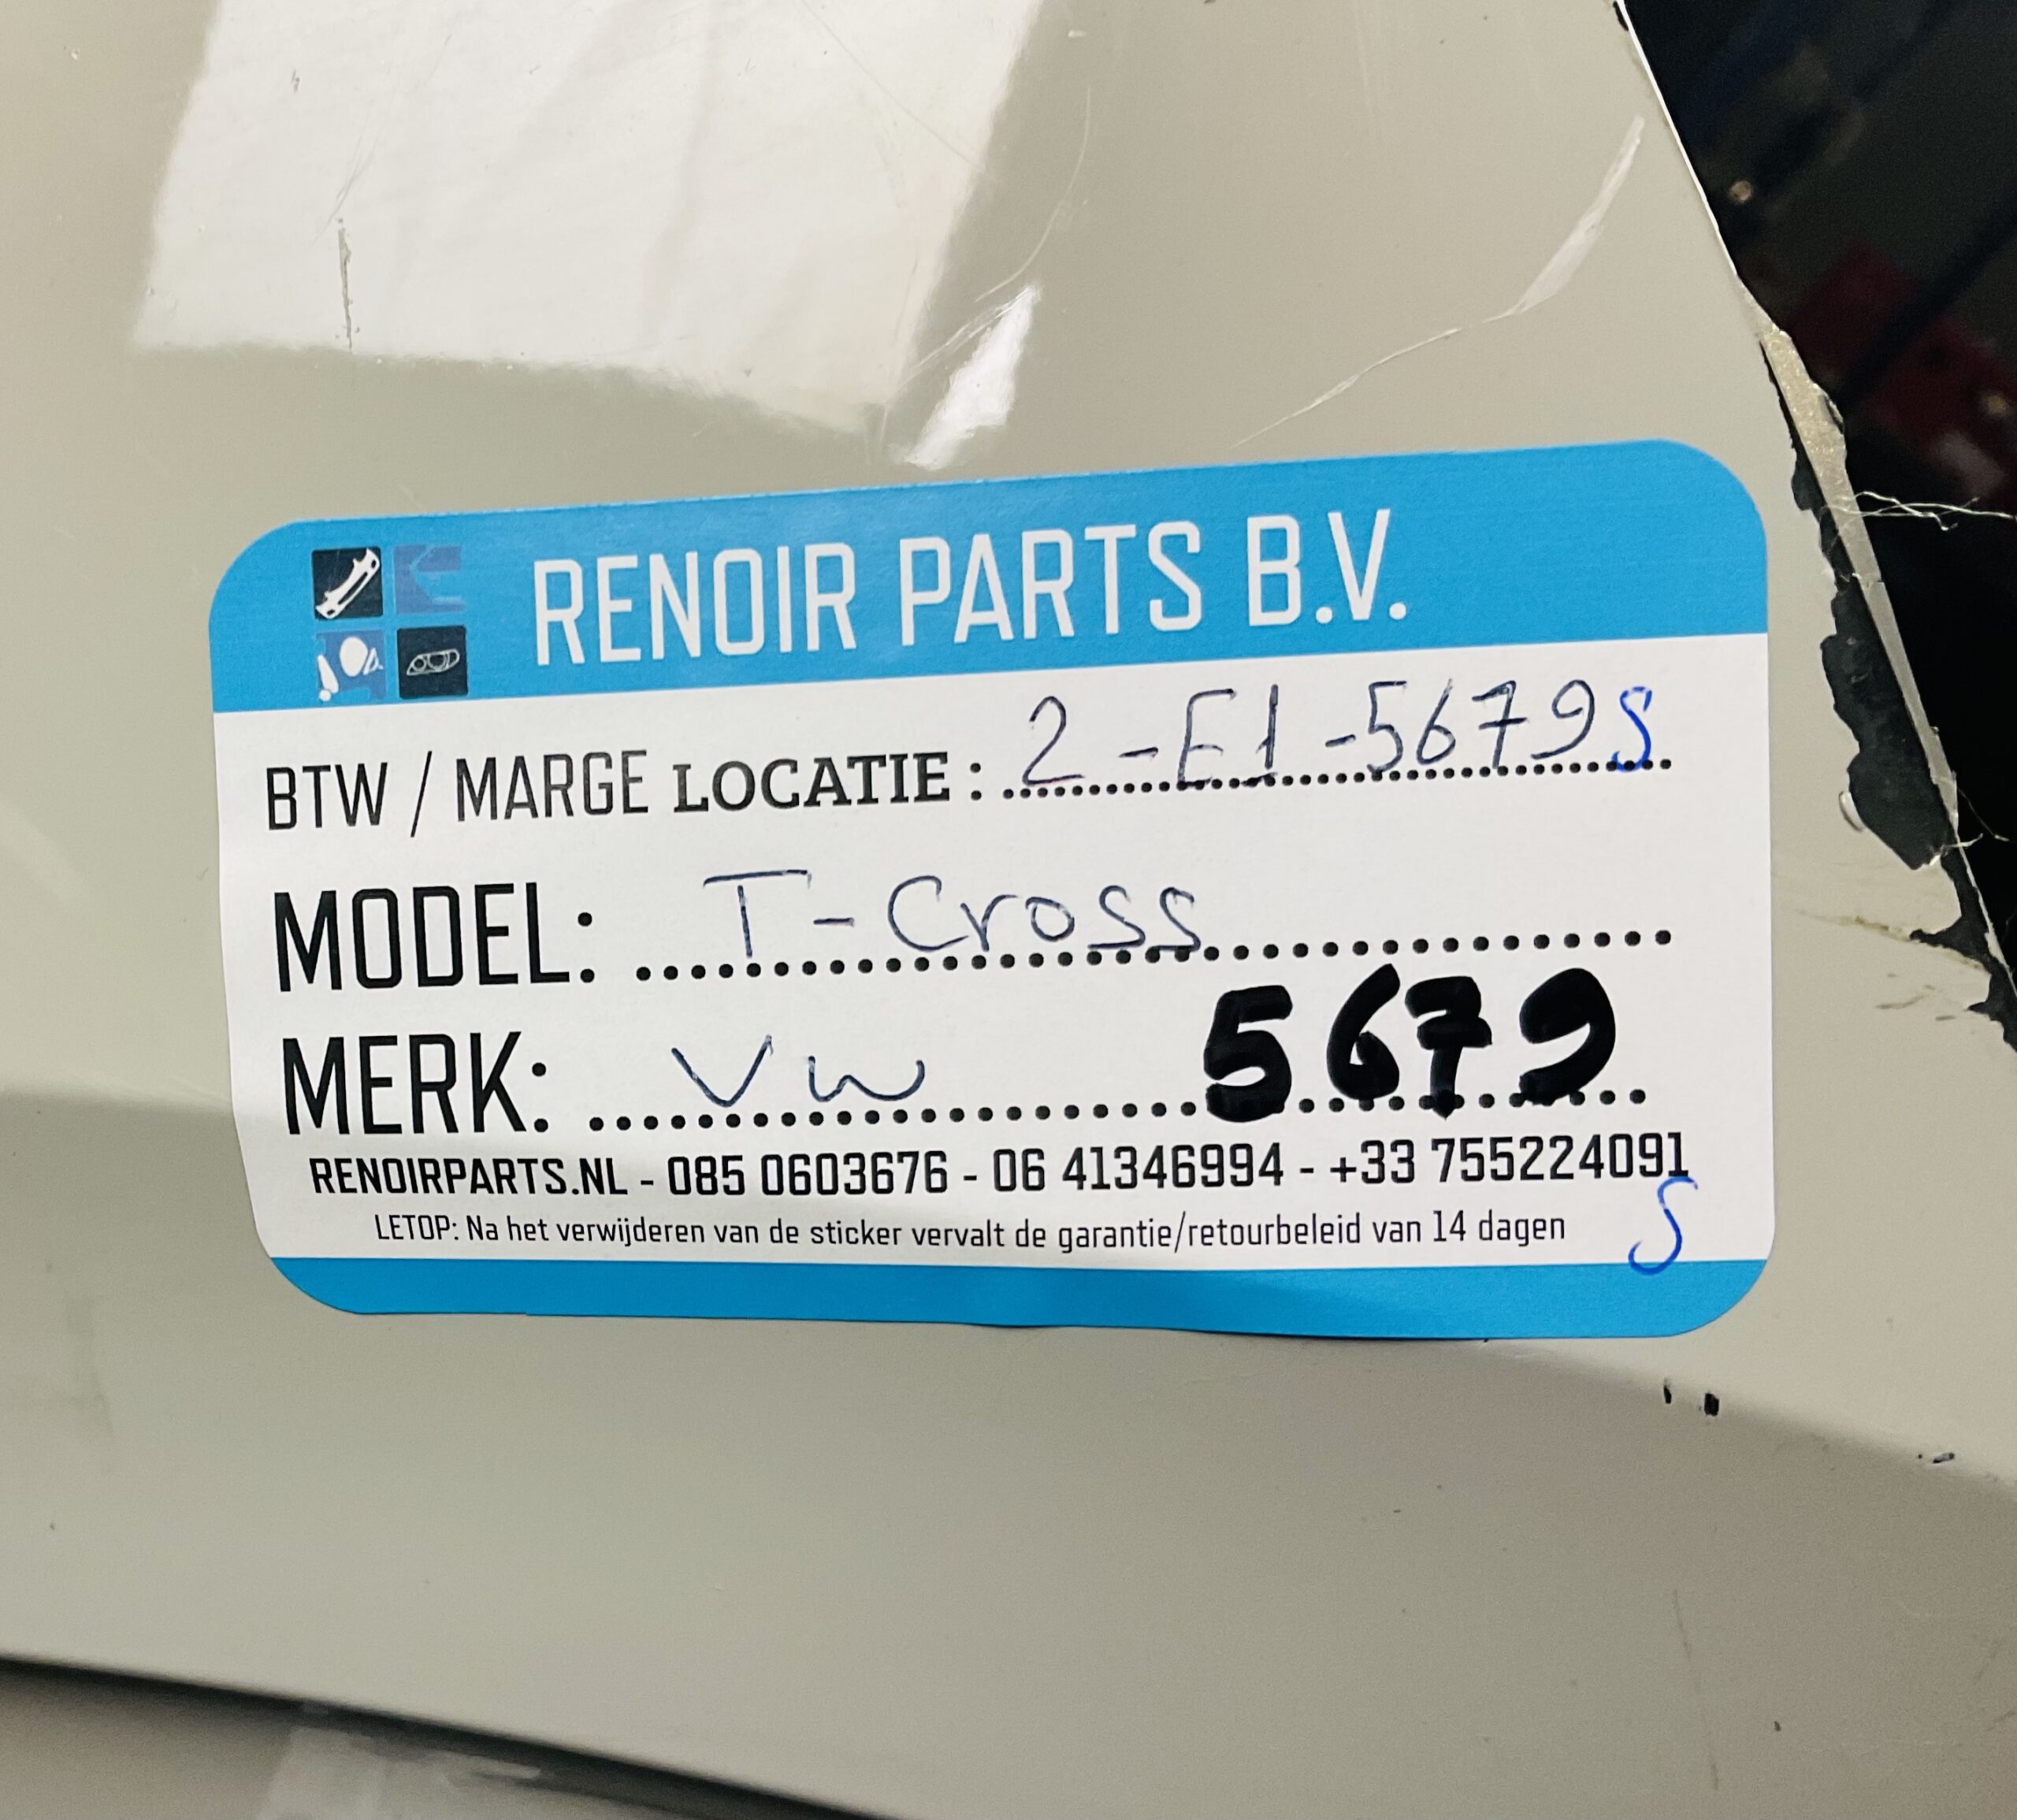 RENOIR PARTS B.V.
BTW / MARGE LOCATIE : 2-E1-5679S
MODEL: T-Cross
MERK: VW 5679
RENOIRPARTS.NL - 085 0603676 - 06 41346994 - +33 755224091
LETOP: Na het verwijderen van de sticker vervalt de garantie/retourbeleid van 14 dagen
S